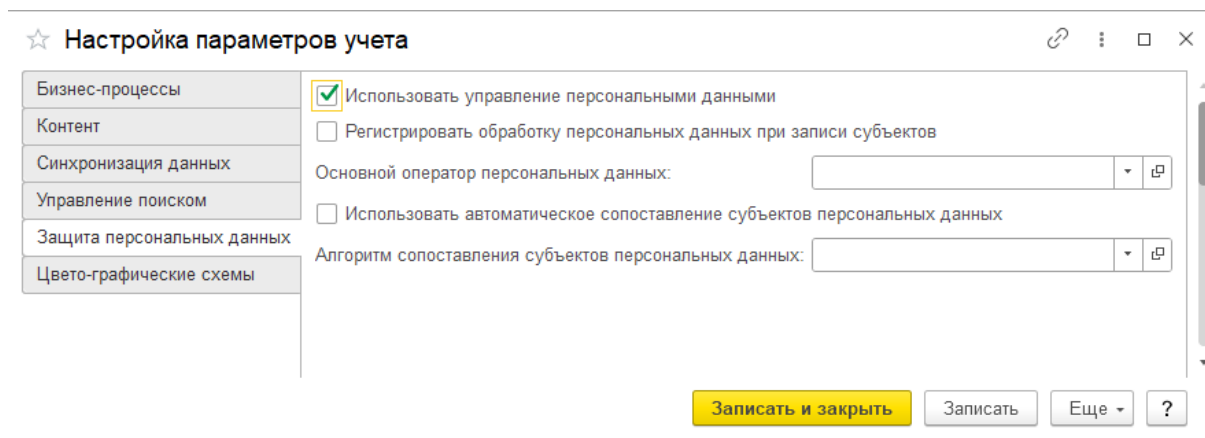 Настройка параметров учета
Бизнес-процессы
Контент
Синхронизация данных
Управление поиском
Защита персональных данных
Цвето-графические схемы
Использовать управление персональными данными
Регистрировать обработку персональных данных при записи субъектов
Основной оператор персональных данных:
Использовать автоматическое сопоставление субъектов персональных данных
Алгоритм сопоставления субъектов персональных данных:
Записать и закрыть
Записать
Еще
?